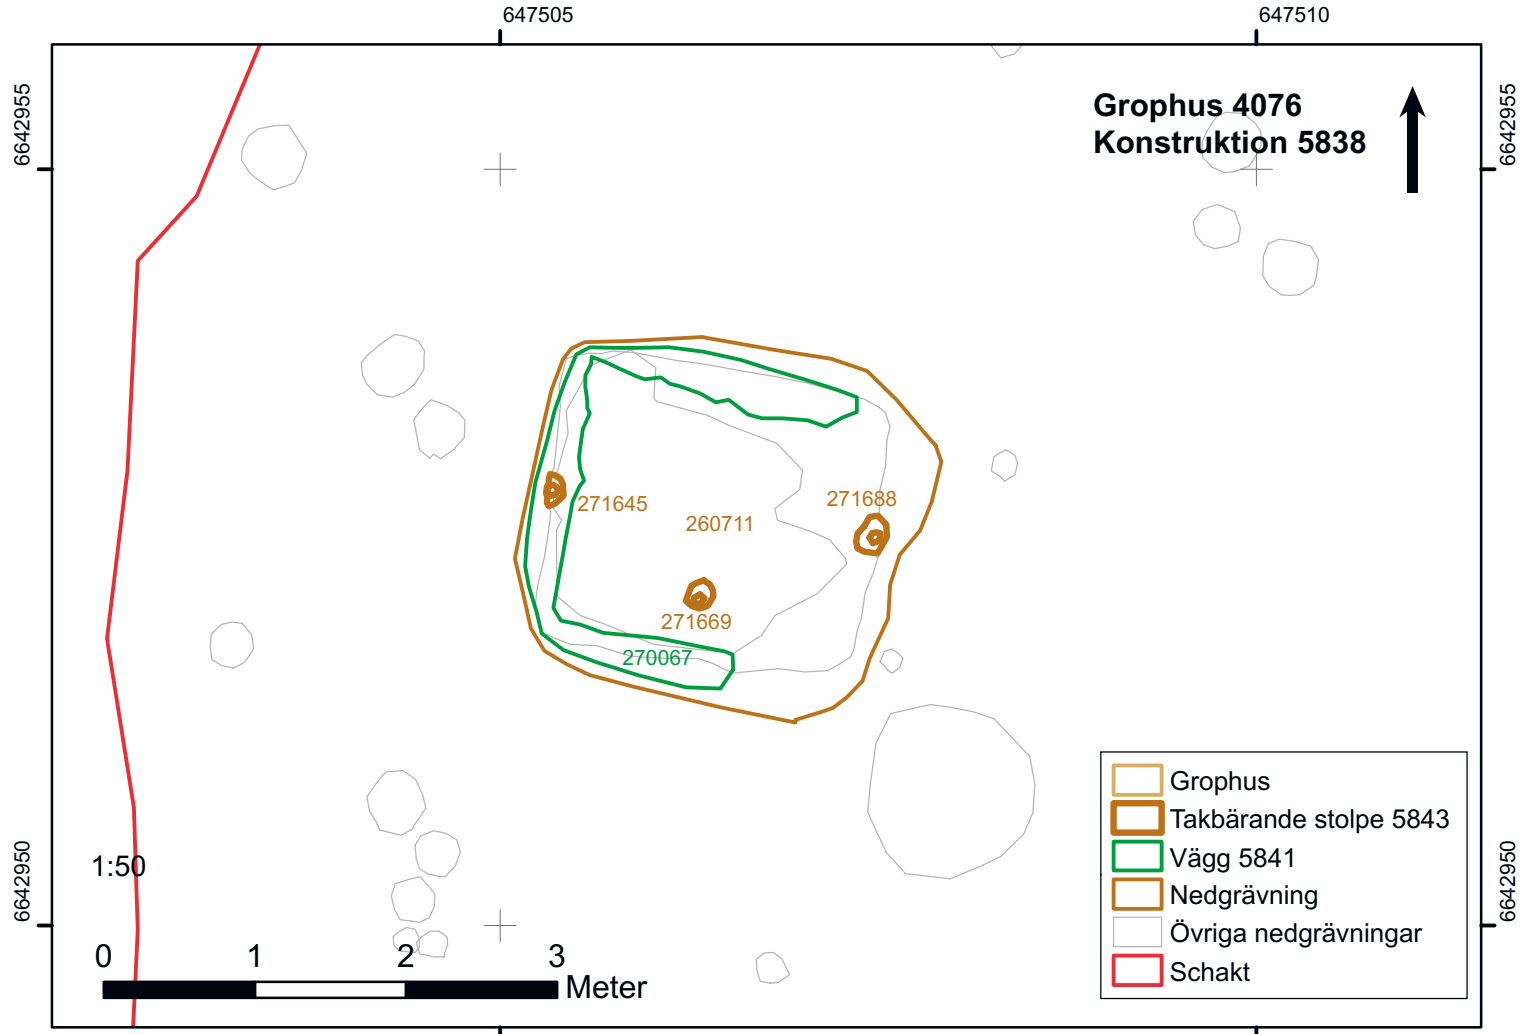 647505
647510
6642955
6642955
Grophus 4076
Konstruktion 5838
271645
260711
271688
271669
270067
Grophus
Takbärande stolpe 5843
Vägg 5841
Nedgrävning
Övriga nedgrävningar
Schakt
6642950
6642950
1:50
0 1 2 3
Meter